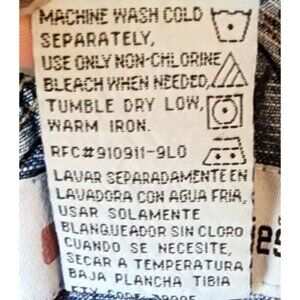 MACHINE WASH COLD
SEPARATELY,
USE ONLY NON-CHLORINE
BLEACH WHEN NEEDED,
TUMBLE DRY LOW,
WARM IRON.
RFC#910911-9L0
LAVAR SEPARADAMENTE EN
LAVADORA CON AGUA FRIA,
USAR SOLAMENTE
BLANQUEADOR SIN CLORO
CUANDO SE NECESITE,
SECAR A TEMPERATURA
BAJA PLANCHA TIBIA